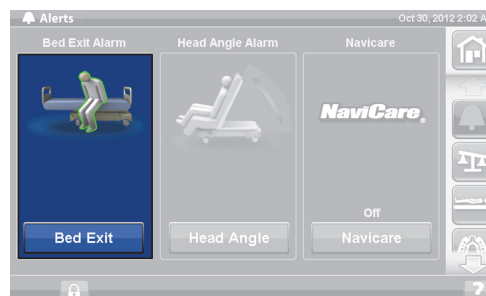 Alerts
Oct 30, 2012 2:02 A
Bed Exit Alarm
Head Angle Alarm
Navicare
NaviCare®
Off
Bed Exit
Head Angle
Navicare
?